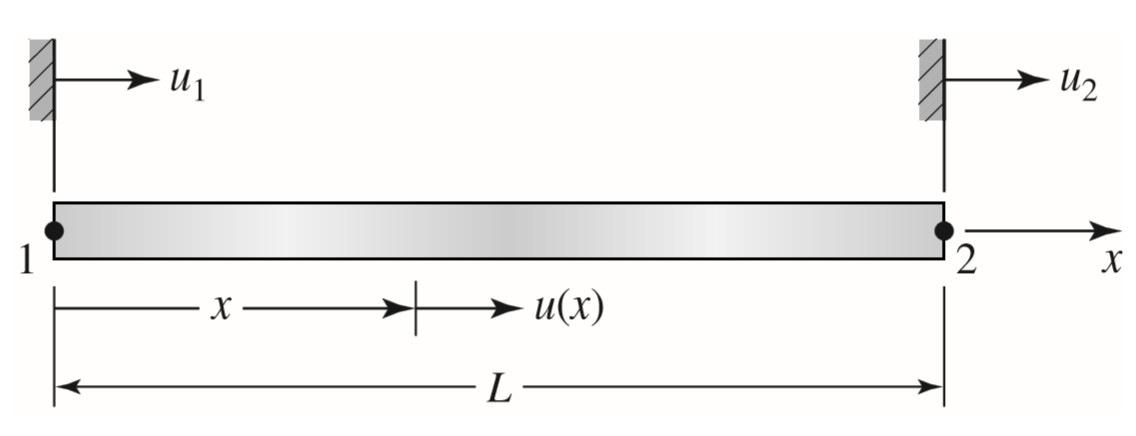 u₁ u₂
1 2
x
x u(x)
L